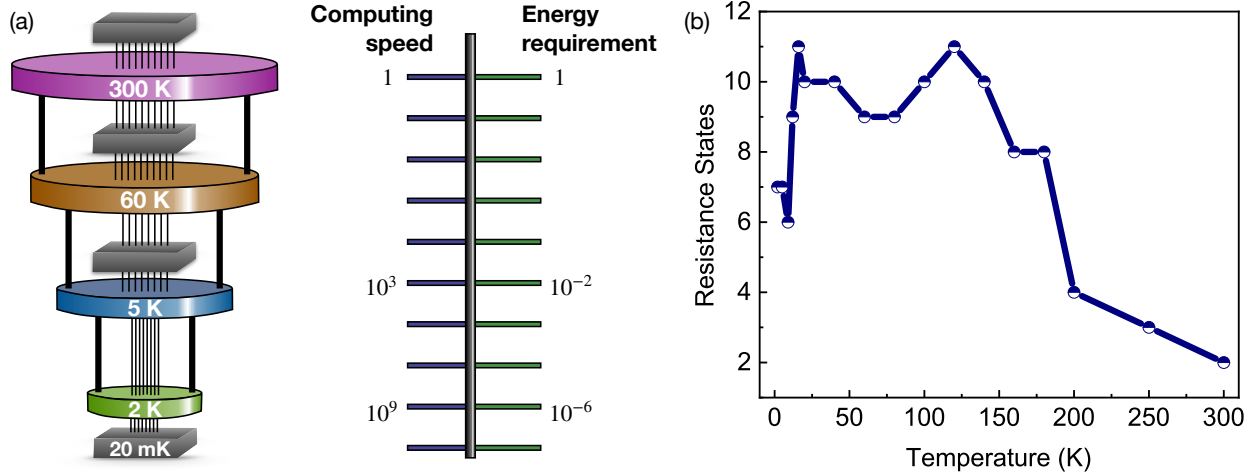 (a)
300 K
60 K
5 K
2 K
20 mK
Computing
speed
Energy
requirement
1
1
10³
10⁻²
10⁹
10⁻⁶
(b)
Resistance States
12
10
8
6
4
2
0
50
100
150
200
250
300
Temperature (K)